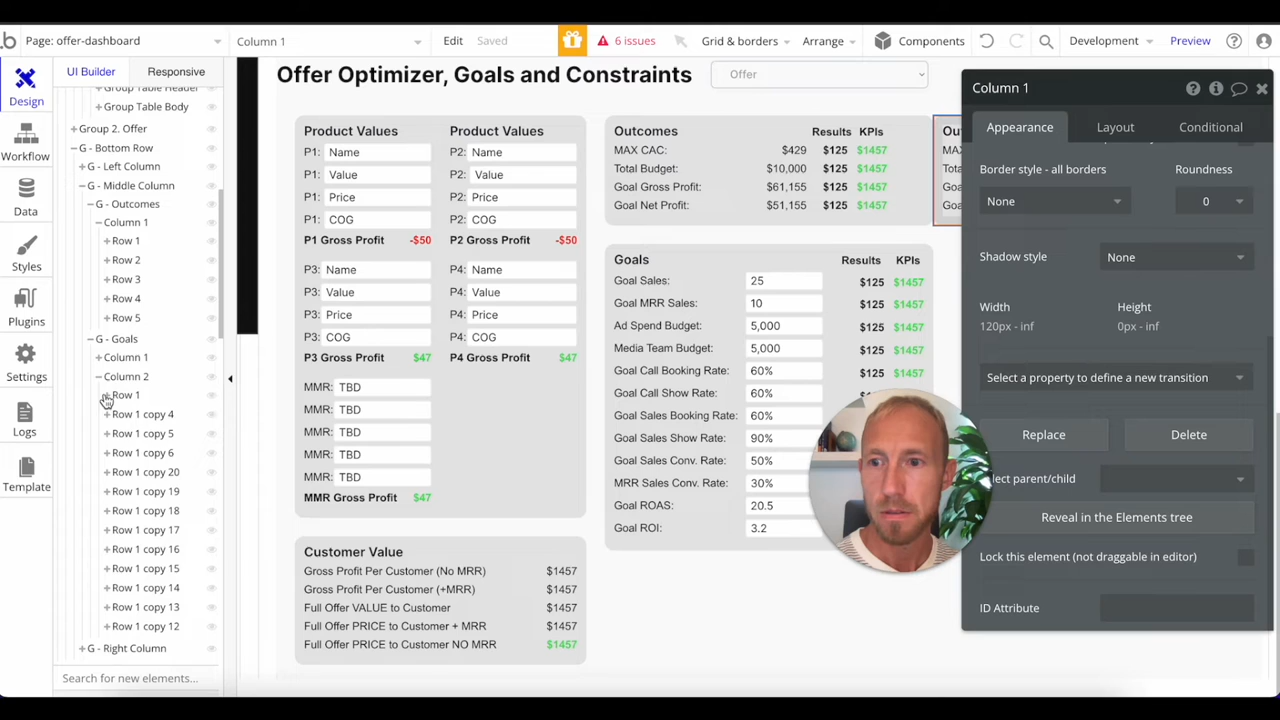 Page: offer-dashboard
Column 1
Edit
Saved
6 issues
Grid & borders
Arrange
Components
Development
Preview
Design
Workflow
Data
Styles
Plugins
Settings
Logs
Template
UI Builder
Responsive
Group Table Header
Group Table Body
Group 2. Offer
G - Bottom Row
G - Left Column
G - Middle Column
G - Outcomes
Column 1
Row 1
Row 2
Row 3
Row 4
Row 5
G - Goals
Column 1
Column 2
Row 1
Row 1 copy 4
Row 1 copy 5
Row 1 copy 6
Row 1 copy 20
Row 1 copy 19
Row 1 copy 18
Row 1 copy 17
Row 1 copy 16
Row 1 copy 15
Row 1 copy 14
Row 1 copy 13
Row 1 copy 12
G - Right Column
Search for new elements...
Offer Optimizer, Goals and Constraints
Offer
Product Values Product Values
P1: Name P2: Name
P1: Value P2: Value
P1: Price P2: Price
P1: COG P2: COG
P1 Gross Profit -$50 P2 Gross Profit -$50
P3: Name P4: Name
P3: Value P4: Value
P3: Price P4: Price
P3: COG P4: COG
P3 Gross Profit $47 P4 Gross Profit $47
MMR: TBD
MMR: TBD
MMR: TBD
MMR: TBD
MMR: TBD
MMR Gross Profit $47
Customer Value
Gross Profit Per Customer (No MRR) $1457
Gross Profit Per Customer (+MRR) $1457
Full Offer VALUE to Customer $1457
Full Offer PRICE to Customer + MRR $1457
Full Offer PRICE to Customer NO MRR $1457
Outcomes Results KPIs
MAX CAC: $429 $125 $1457
Total Budget: $10,000 $125 $1457
Goal Gross Profit: $61,155 $125 $1457
Goal Net Profit: $51,155 $125 $1457
Goals Results KPIs
Goal Sales: 25 $125 $1457
Goal MRR Sales: 10 $125 $1457
Ad Spend Budget: 5,000 $125 $1457
Media Team Budget: 5,000 $125 $1457
Goal Call Booking Rate: 60% $125 $1457
Goal Call Show Rate: 60%
Goal Sales Booking Rate: 60%
Goal Sales Show Rate: 90%
Goal Sales Conv. Rate: 50%
MRR Sales Conv. Rate: 30%
Goal ROAS: 20.5
Goal ROI: 3.2
Column 1
Appearance
Layout
Conditional
Border style - all borders
Roundness
None
0
Shadow style
None
Width
Height
120px - inf
0px - inf
Select a property to define a new transition
Replace
Delete
parent/child
Reveal in the Elements tree
Lock this element (not draggable in editor)
ID Attribute